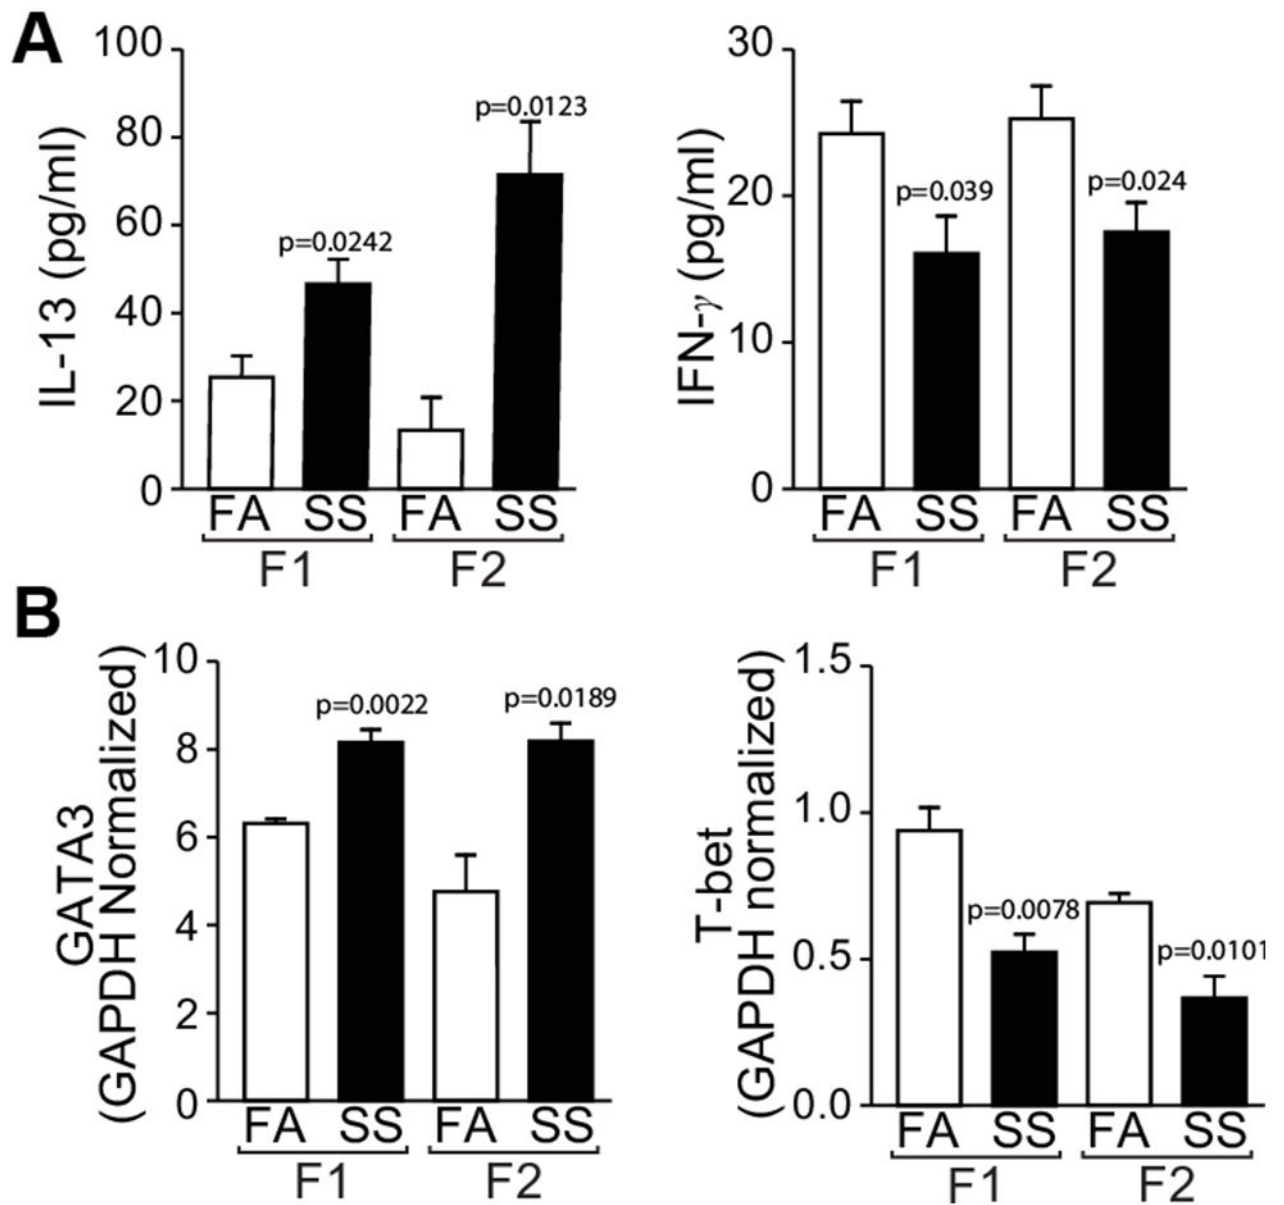 A
IL-13 (pg/ml)
100
80
60
40
20
0
p=0.0242
p=0.0123
FA SS FA SS
F1 F2
IFN-γ (pg/ml)
30
20
10
0
p=0.039
p=0.024
FA SS FA SS
F1 F2
B
GATA3
(GAPDH Normalized)
10
8
6
4
2
0
p=0.0022
p=0.0189
FA SS FA SS
F1 F2
T-bet
(GAPDH normalized)
1.5
1.0
0.5
0.0
p=0.0078
p=0.0101
FA SS FA SS
F1 F2